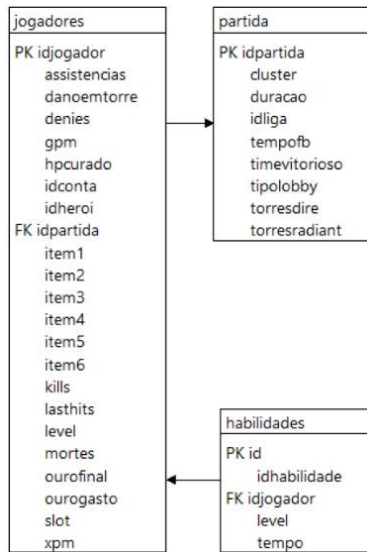 jogadores
PK idjogador
assistencias
danoemtorre
denies
gpm
hpcurado
idconta
idheroi
FK idpartida
item1
item2
item3
item4
item5
item6
kills
lasthits
level
mortes
ourofinal
ourogasto
slot
xpm
partida
PK idpartida
cluster
duracao
idliga
tempofb
timevitorioso
tipolobby
torresdire
torresradiant
habilidades
PK id
idhabilidade
FK idjogador
level
tempo